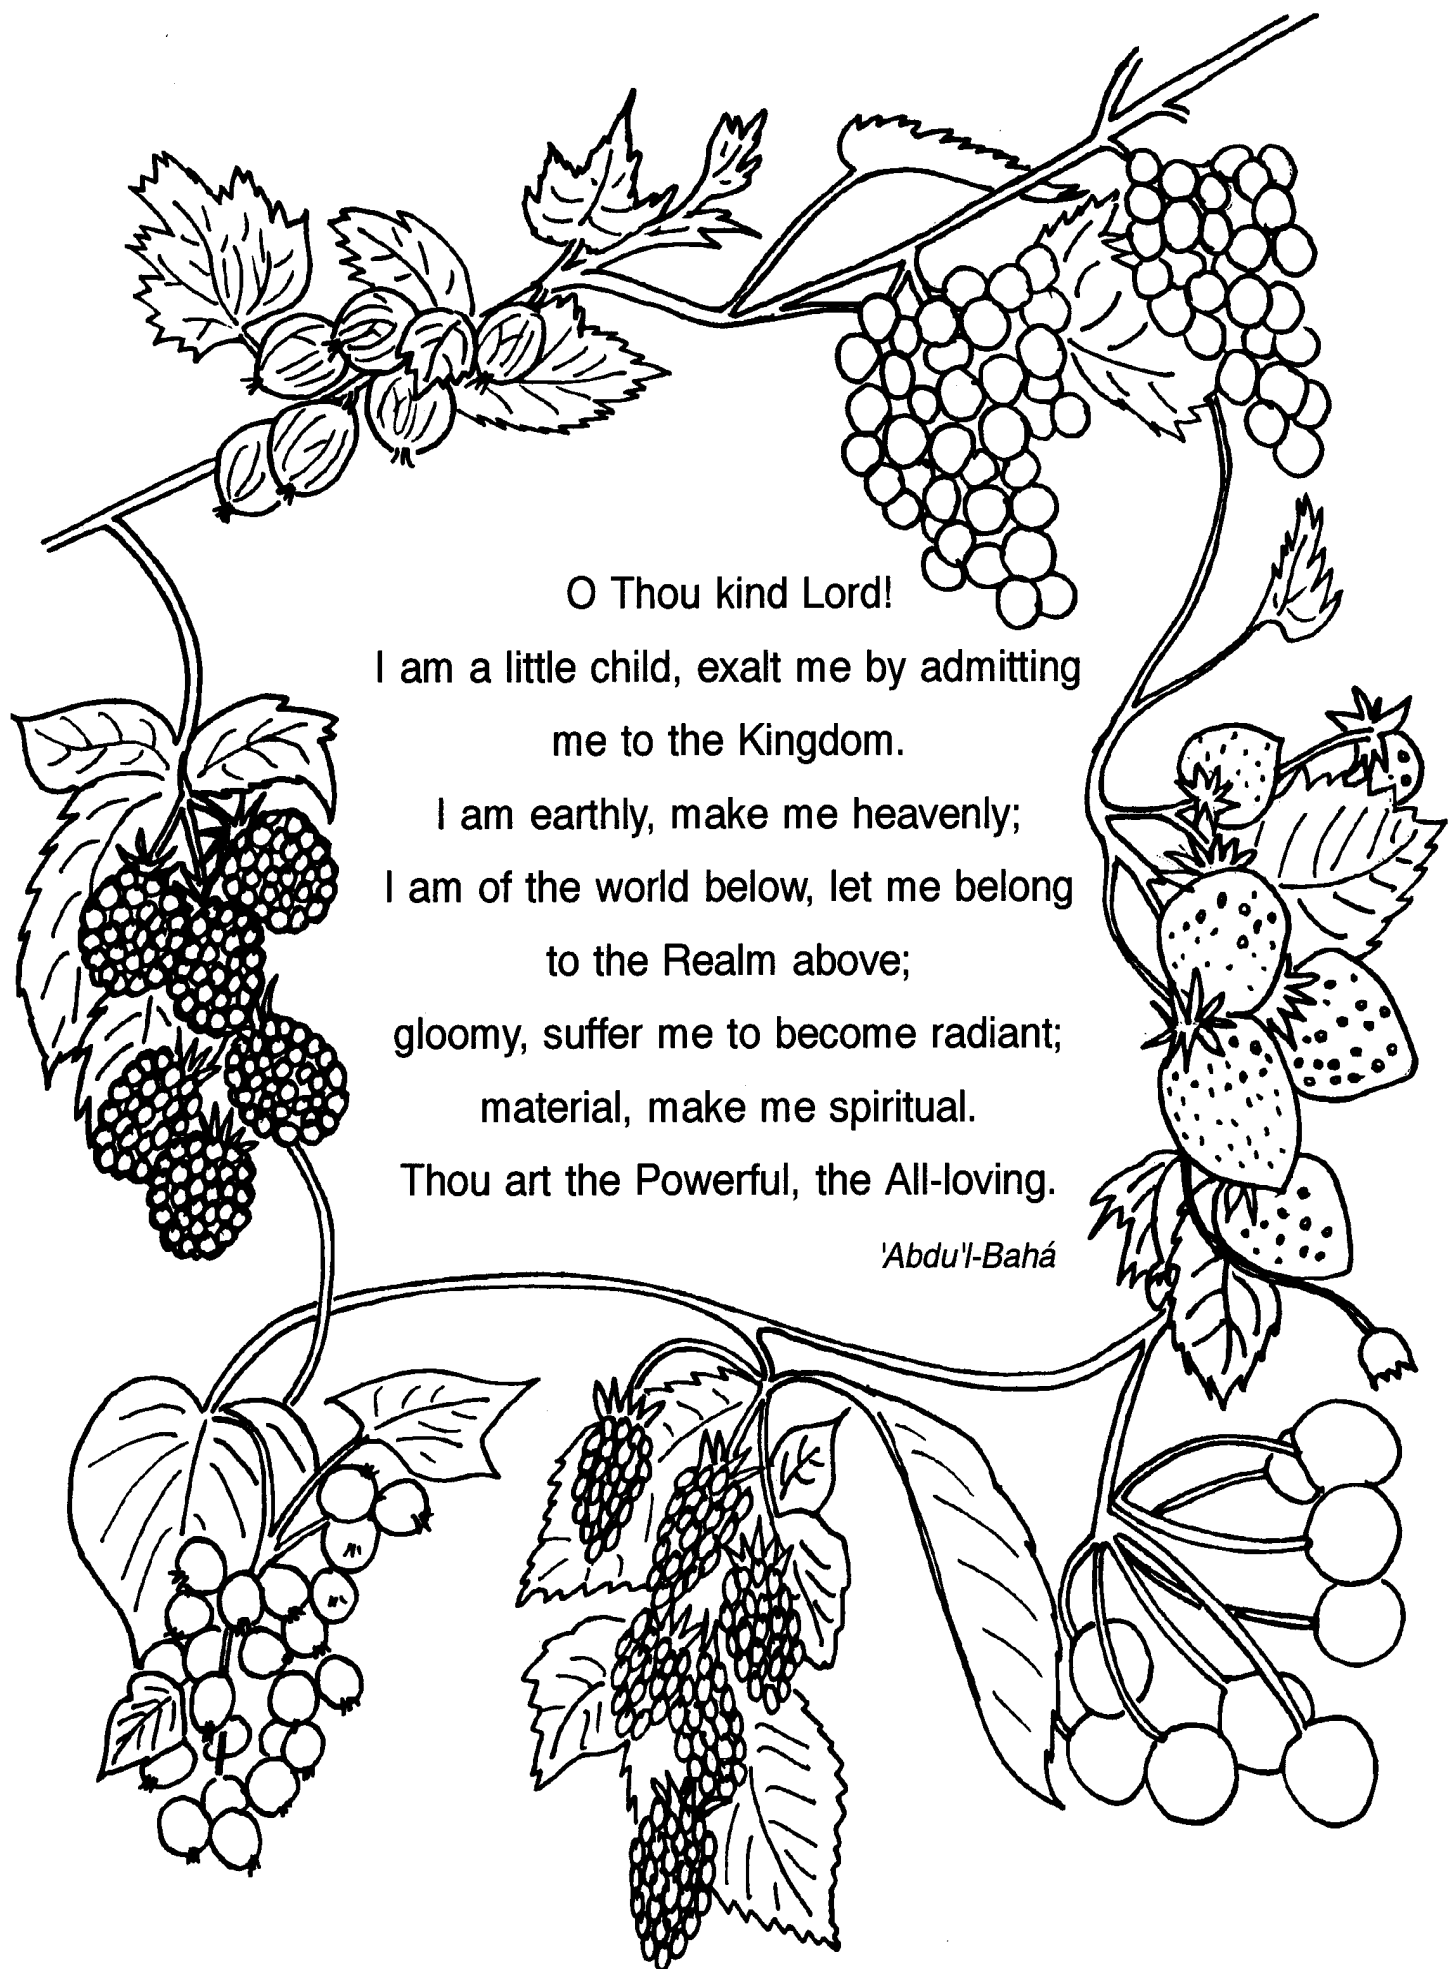 O Thou kind Lord!
I am a little child, exalt me by admitting
me to the Kingdom.
I am earthly, make me heavenly;
I am of the world below, let me belong
to the Realm above;
gloomy, suffer me to become radiant;
material, make me spiritual.
Thou art the Powerful, the All-loving.
'Abdu'l-Bahá